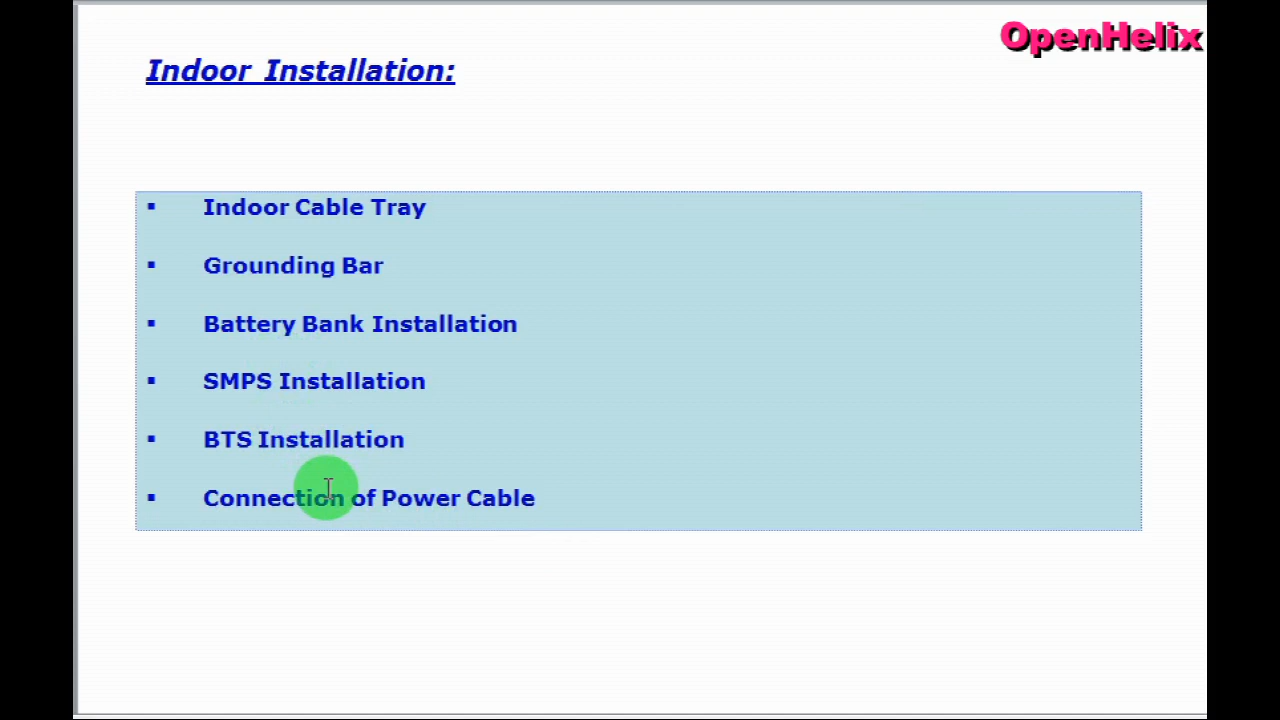 OpenHelix
Indoor Installation:
▪ Indoor Cable Tray
▪ Grounding Bar
▪ Battery Bank Installation
▪ SMPS Installation
▪ BTS Installation
▪ Connection of Power Cable